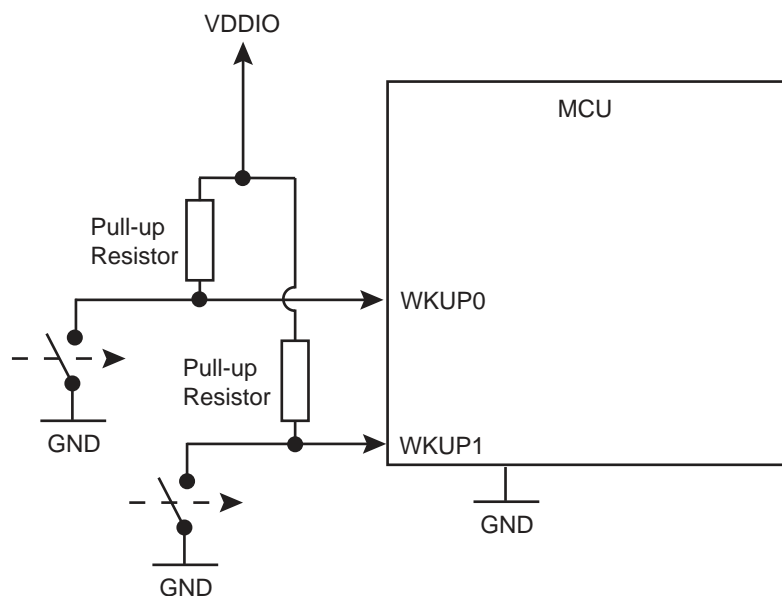 VDDIO
MCU
Pull-up
Resistor
WKUP0
Pull-up
Resistor
GND
WKUP1
GND
GND